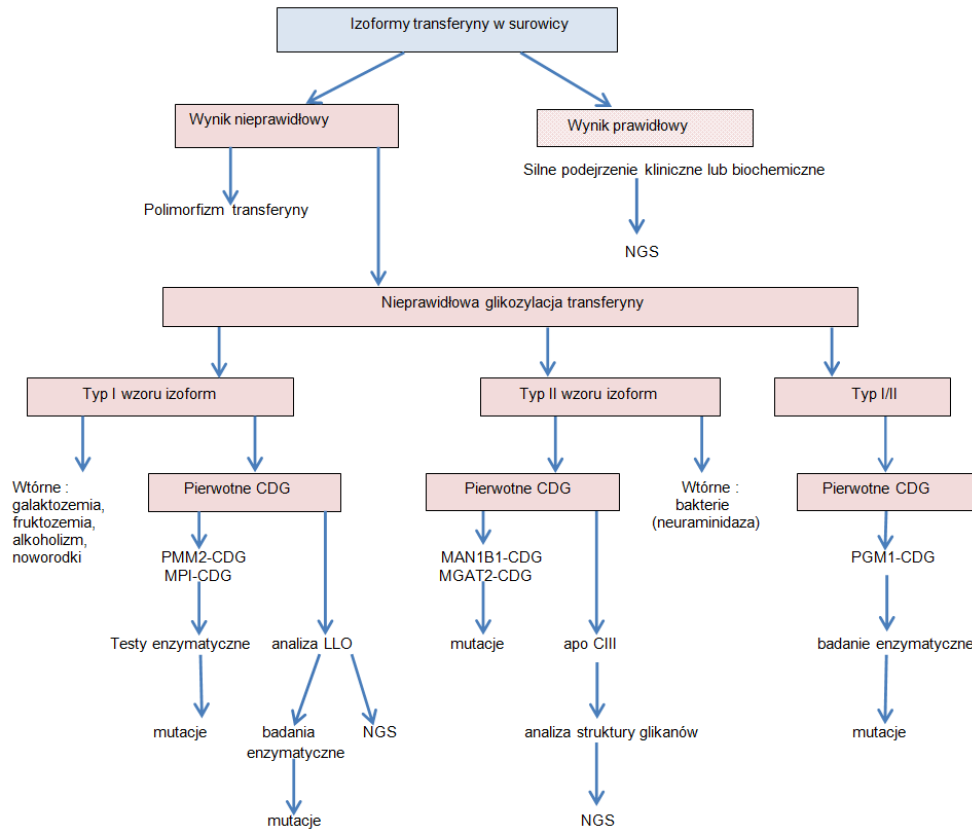 Izoformy transferyny w surowicy
Wynik nieprawidłowy
Wynik prawidłowy
Silne podejrzenie kliniczne lub biochemiczne
Polimorfizm transferyny
NGS
Nieprawidłowa glikozylacja transferyny
Typ I wzoru izoform
Typ II wzoru izoform
Typ I/II
Wtórne :
galaktozemia,
fruktozemia,
alkoholizm,
noworodki
Pierwotne CDG
PMM2-CDG
MPI-CDG
Testy enzymatyczne
mutacje
analiza LLO
badania
enzymatyczne
mutacje
NGS
Pierwotne CDG
MAN1B1-CDG
MGAT2-CDG
mutacje
apo CIII
analiza struktury glikanów
NGS
Wtórne :
bakterie
(neuraminidaza)
Pierwotne CDG
PGM1-CDG
badanie enzymatyczne
mutacje